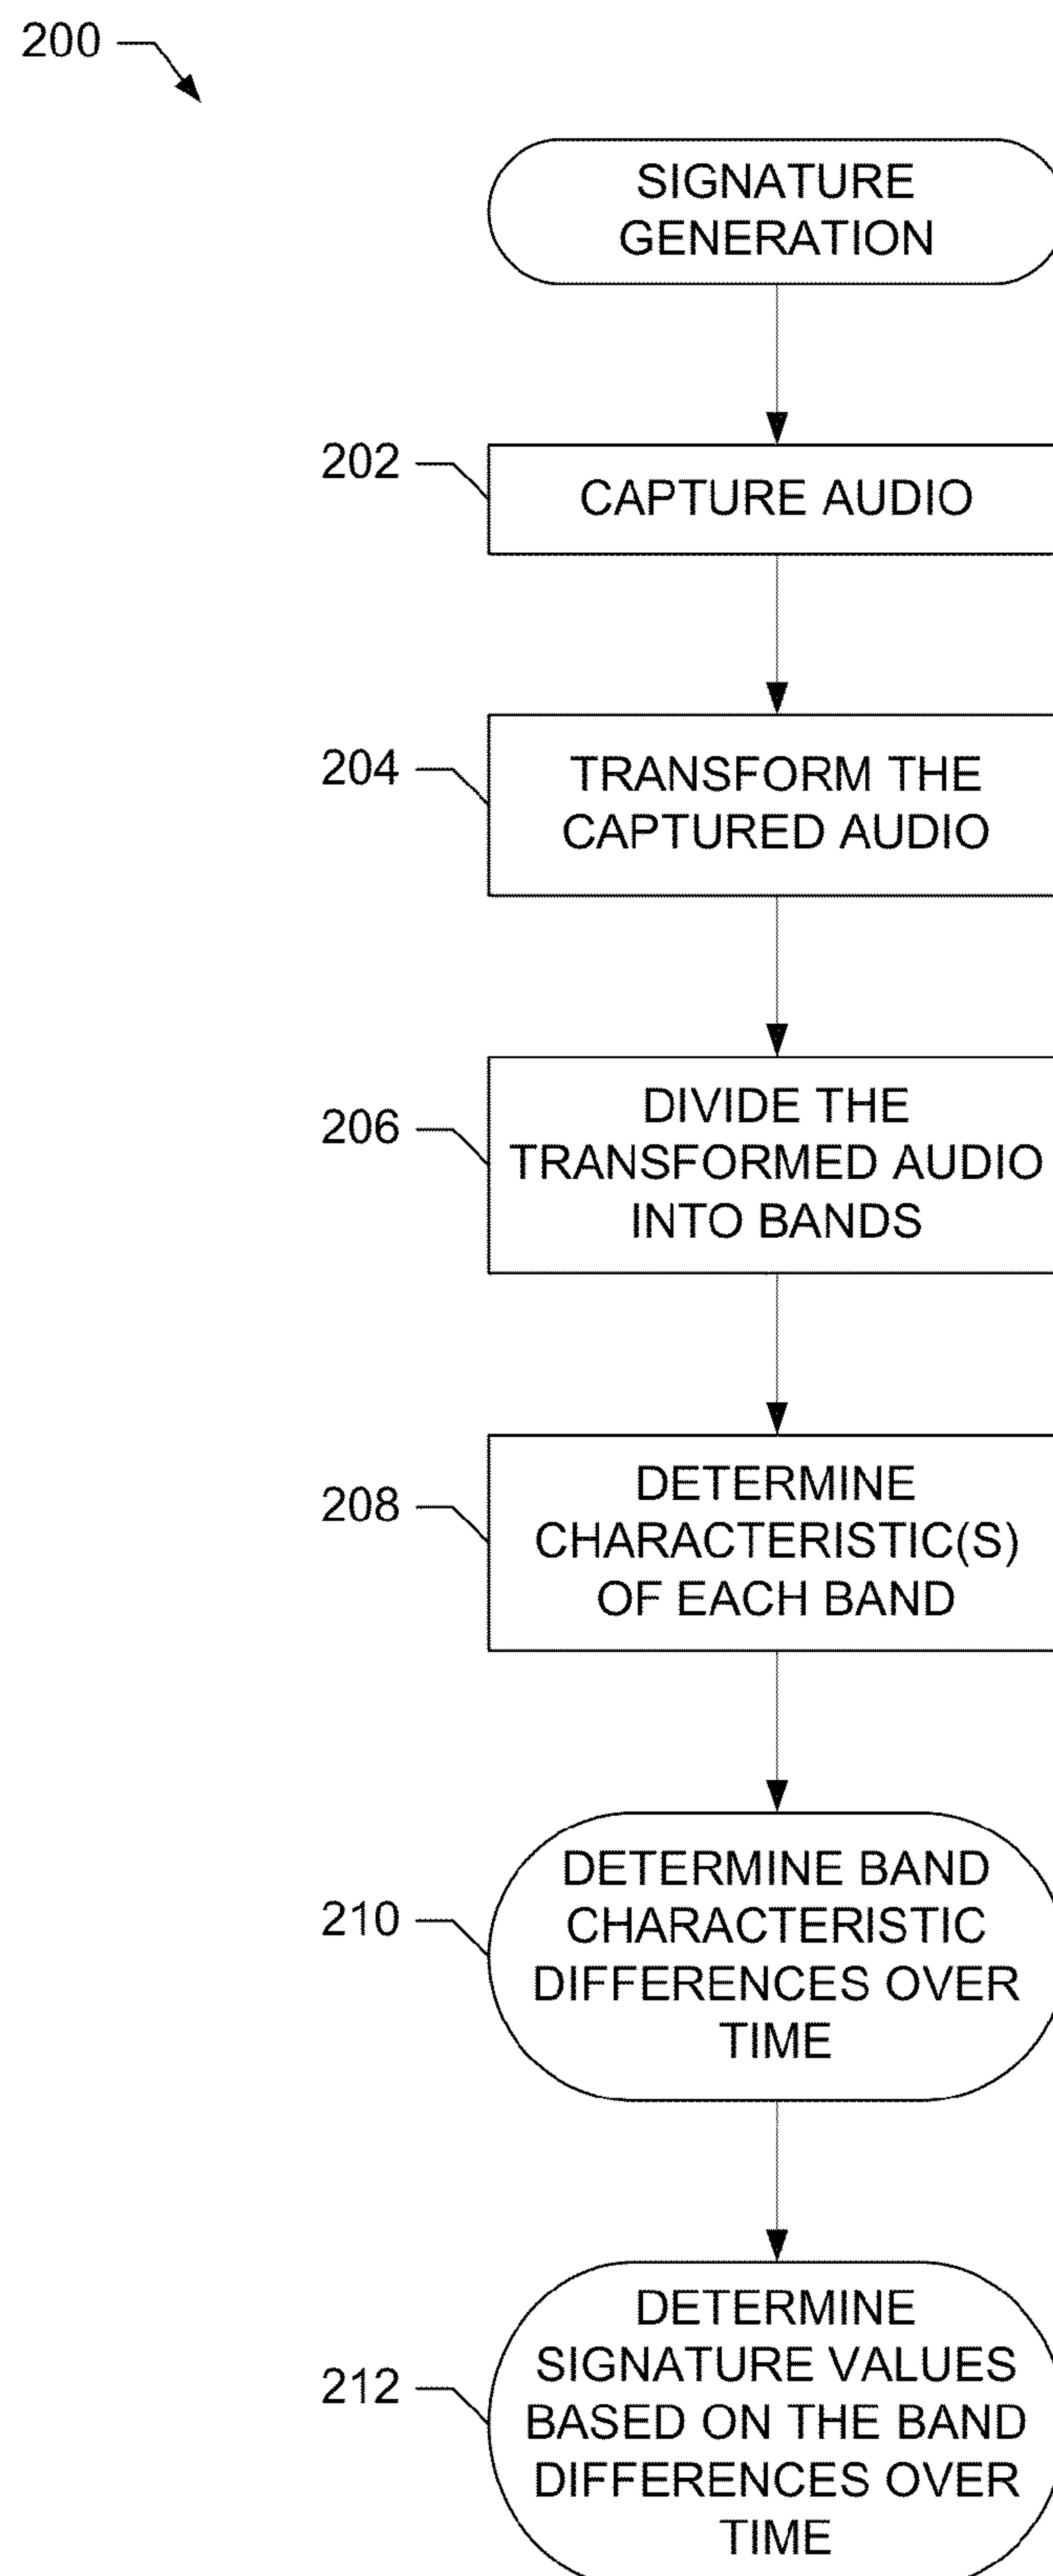 200
SIGNATURE
GENERATION
202
CAPTURE AUDIO
204
TRANSFORM THE
CAPTURED AUDIO
206
DIVIDE THE
TRANSFORMED AUDIO
INTO BANDS
208
DETERMINE
CHARACTERISTIC(S)
OF EACH BAND
210
DETERMINE BAND
CHARACTERISTIC
DIFFERENCES OVER
TIME
212
DETERMINE
SIGNATURE VALUES
BASED ON THE BAND
DIFFERENCES OVER
TIME